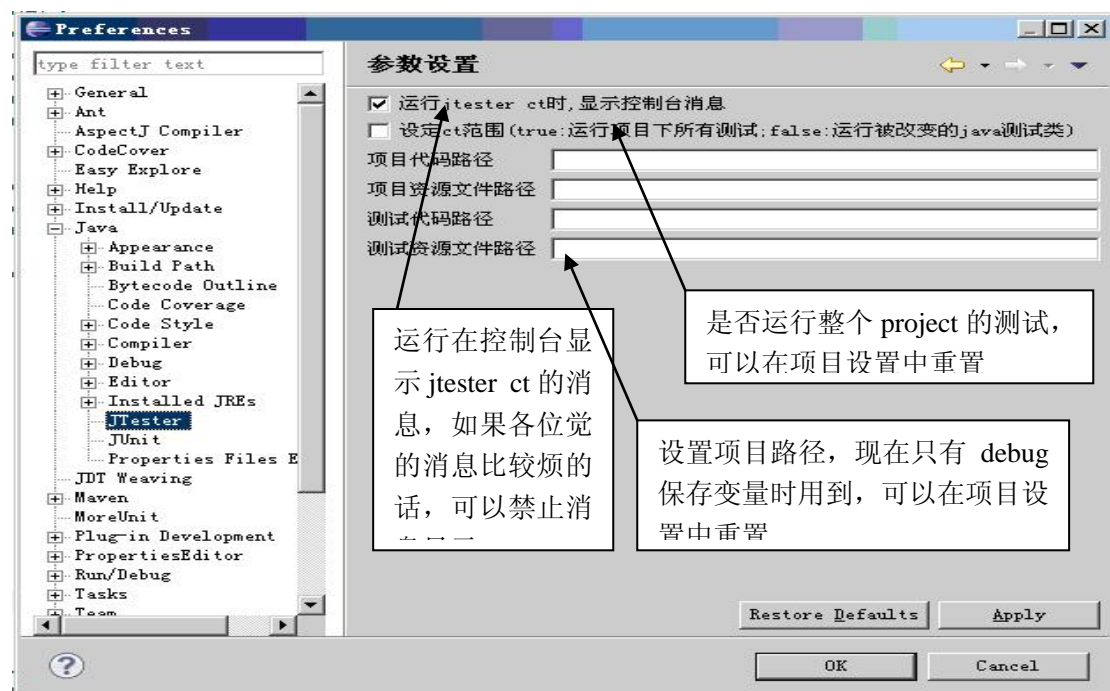 Preferences
type filter text
General
Ant
AspectJ Compiler
CodeCover
Easy Explore
Help
Install/Update
Java
Appearance
Build Path
Bytecode Outline
Code Coverage
Code Style
Compiler
Debug
Editor
Installed JREs
JTester
JUnit
Properties Files E
JDT Weaving
Maven
MoreUnit
Plug-in Development
PropertiesEditor
Run/Debug
Tasks
Team
参数设置
运行jtester ct时,显示控制台消息
设定ct范围(true:运行项目下所有测试;false:运行被改变的java测试类)
项目代码路径
项目资源文件路径
测试代码路径
测试资源文件路径
运行在控制台显
示 jtester ct 的消
息，如果各位觉
的消息比较烦的
话，可以禁止消
是否运行整个 project 的测试，
可以在项目设置中重置
设置项目路径，现在只有 debug
保存变量时用到，可以在项目设
置中重置
Restore Defaults
Apply
OK
Cancel